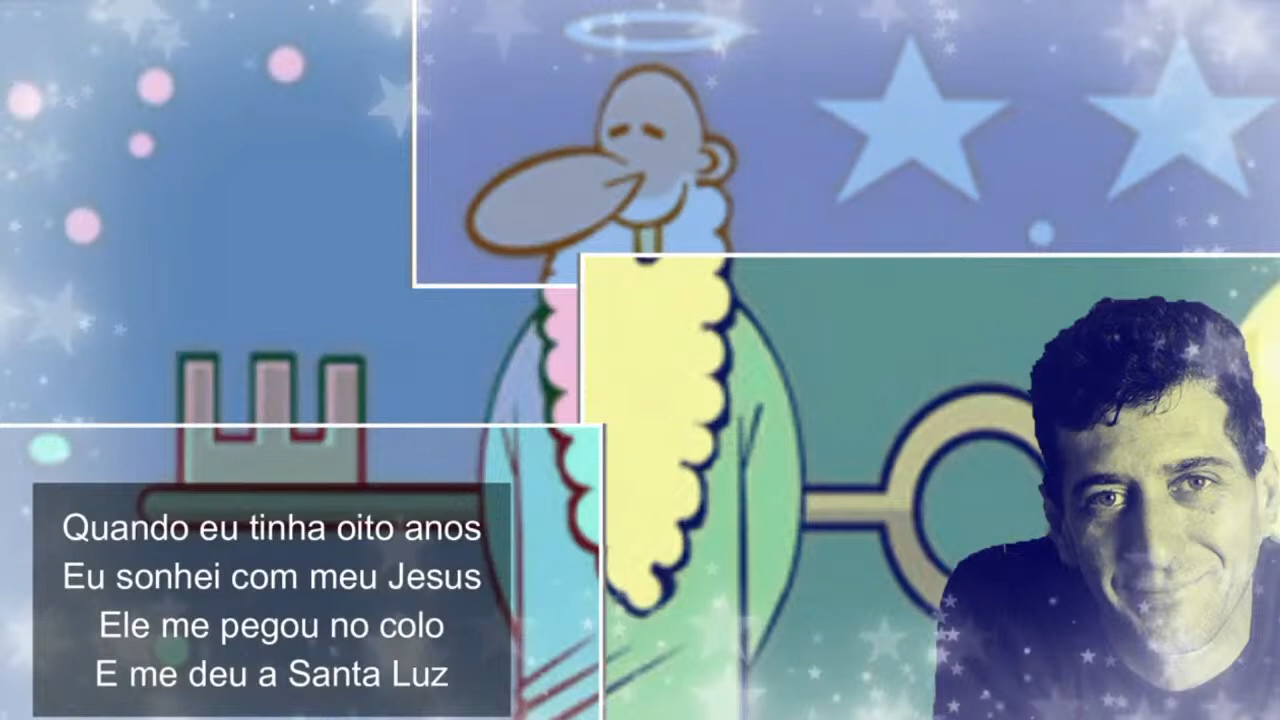 Quando eu tinha oito anos
Eu sonhei com meu Jesus
Ele me pegou no colo
E me deu a Santa Luz